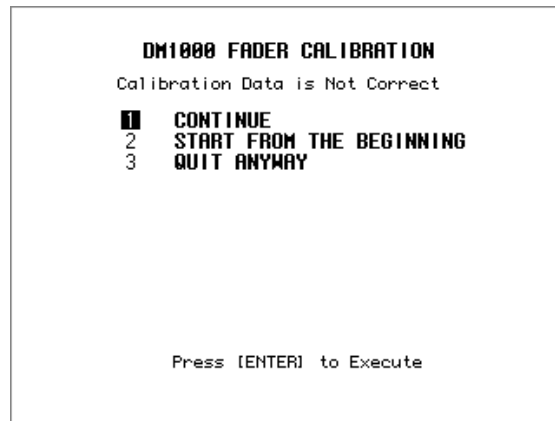 DM1000 FADER CALIBRATION
Calibration Data is Not Correct
1 CONTINUE
2 START FROM THE BEGINNING
3 QUIT ANYWAY
Press [ENTER] to Execute